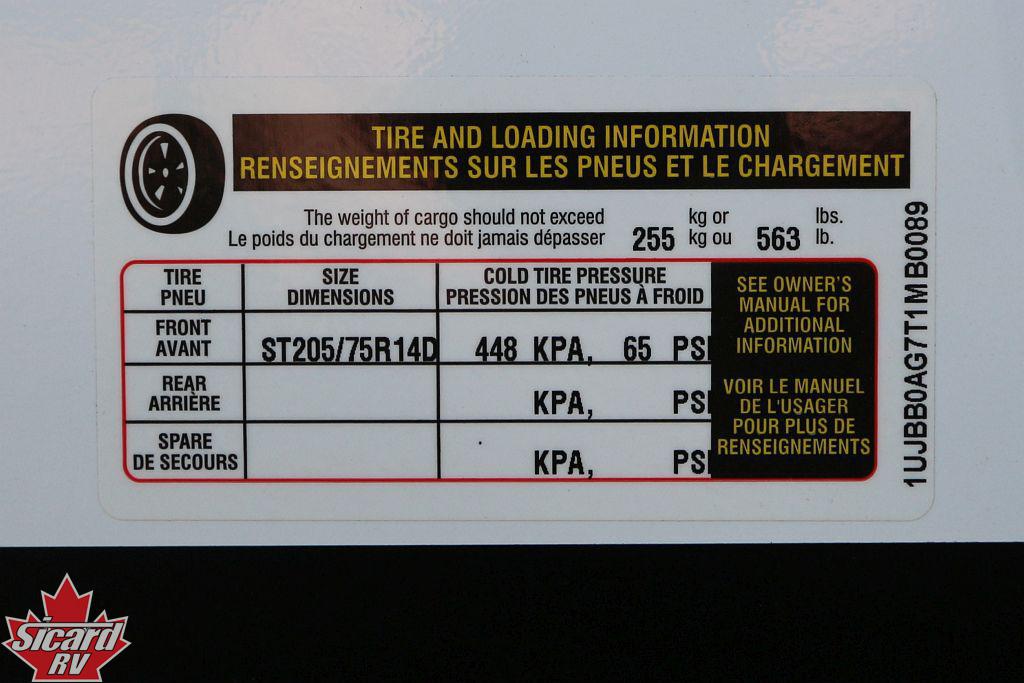 TIRE AND LOADING INFORMATION
RENSEIGNEMENTS SUR LES PNEUS ET LE CHARGEMENT
The weight of cargo should not exceed kg or lbs.
Le poids du chargement ne doit jamais dépasser 255 kg ou 563 lb.
TIRE
PNEU
SIZE
DIMENSIONS
COLD TIRE PRESSURE
PRESSION DES PNEUS À FROID
FRONT
AVANT
ST205/75R14D
448 KPA, 65 PSI
REAR
ARRIÈRE
KPA, PSI
SPARE
DE SECOURS
KPA, PSI
SEE OWNER'S
MANUAL FOR
ADDITIONAL
INFORMATION
VOIR LE MANUEL
DE L'USAGER
POUR PLUS DE
RENSEIGNEMENTS
1UJBB0AG7T1MB0089
Sicard
RV